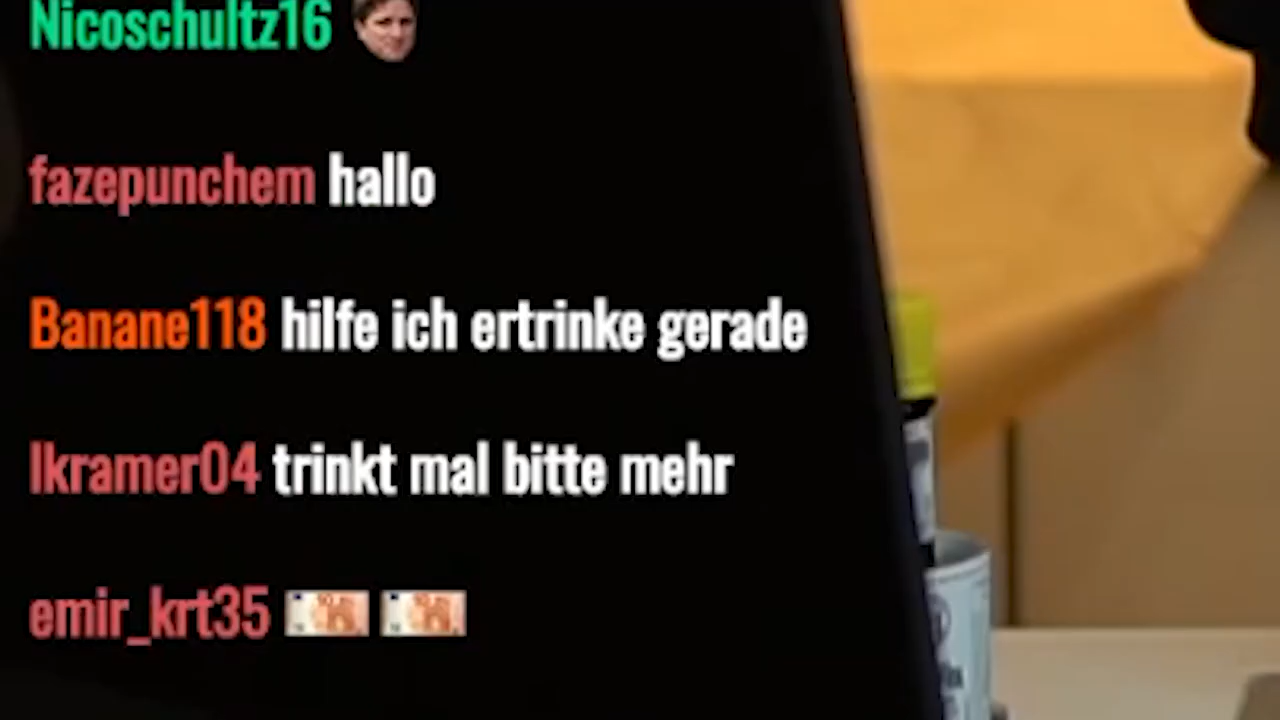 Nicoschultz16
fazepunchem hallo
Banane118 hilfe ich ertrinke gerade
lkramer04 trinkt mal bitte mehr
emir_krt35